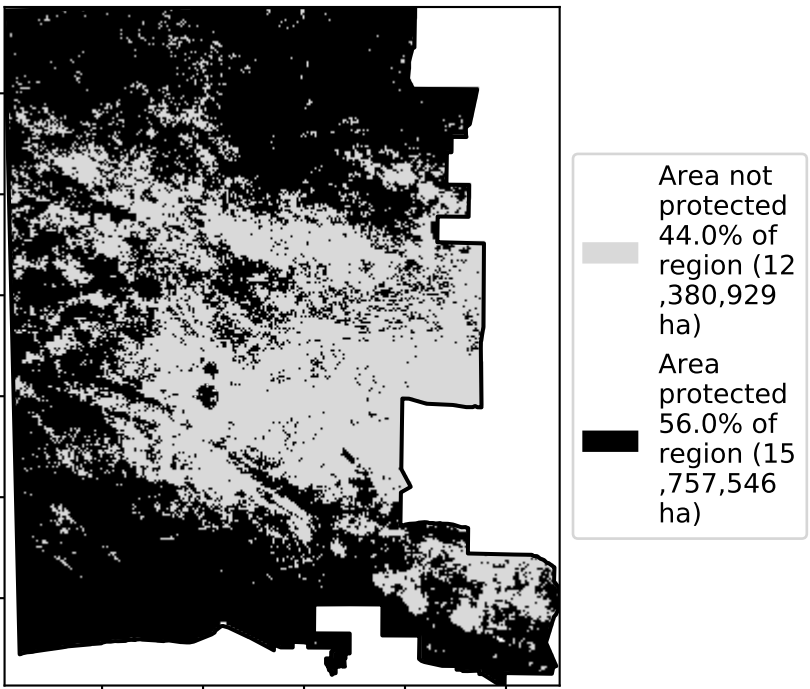 Area not
protected
44.0% of
region (12
,380,929
ha)
Area
protected
56.0% of
region (15
,757,546
ha)